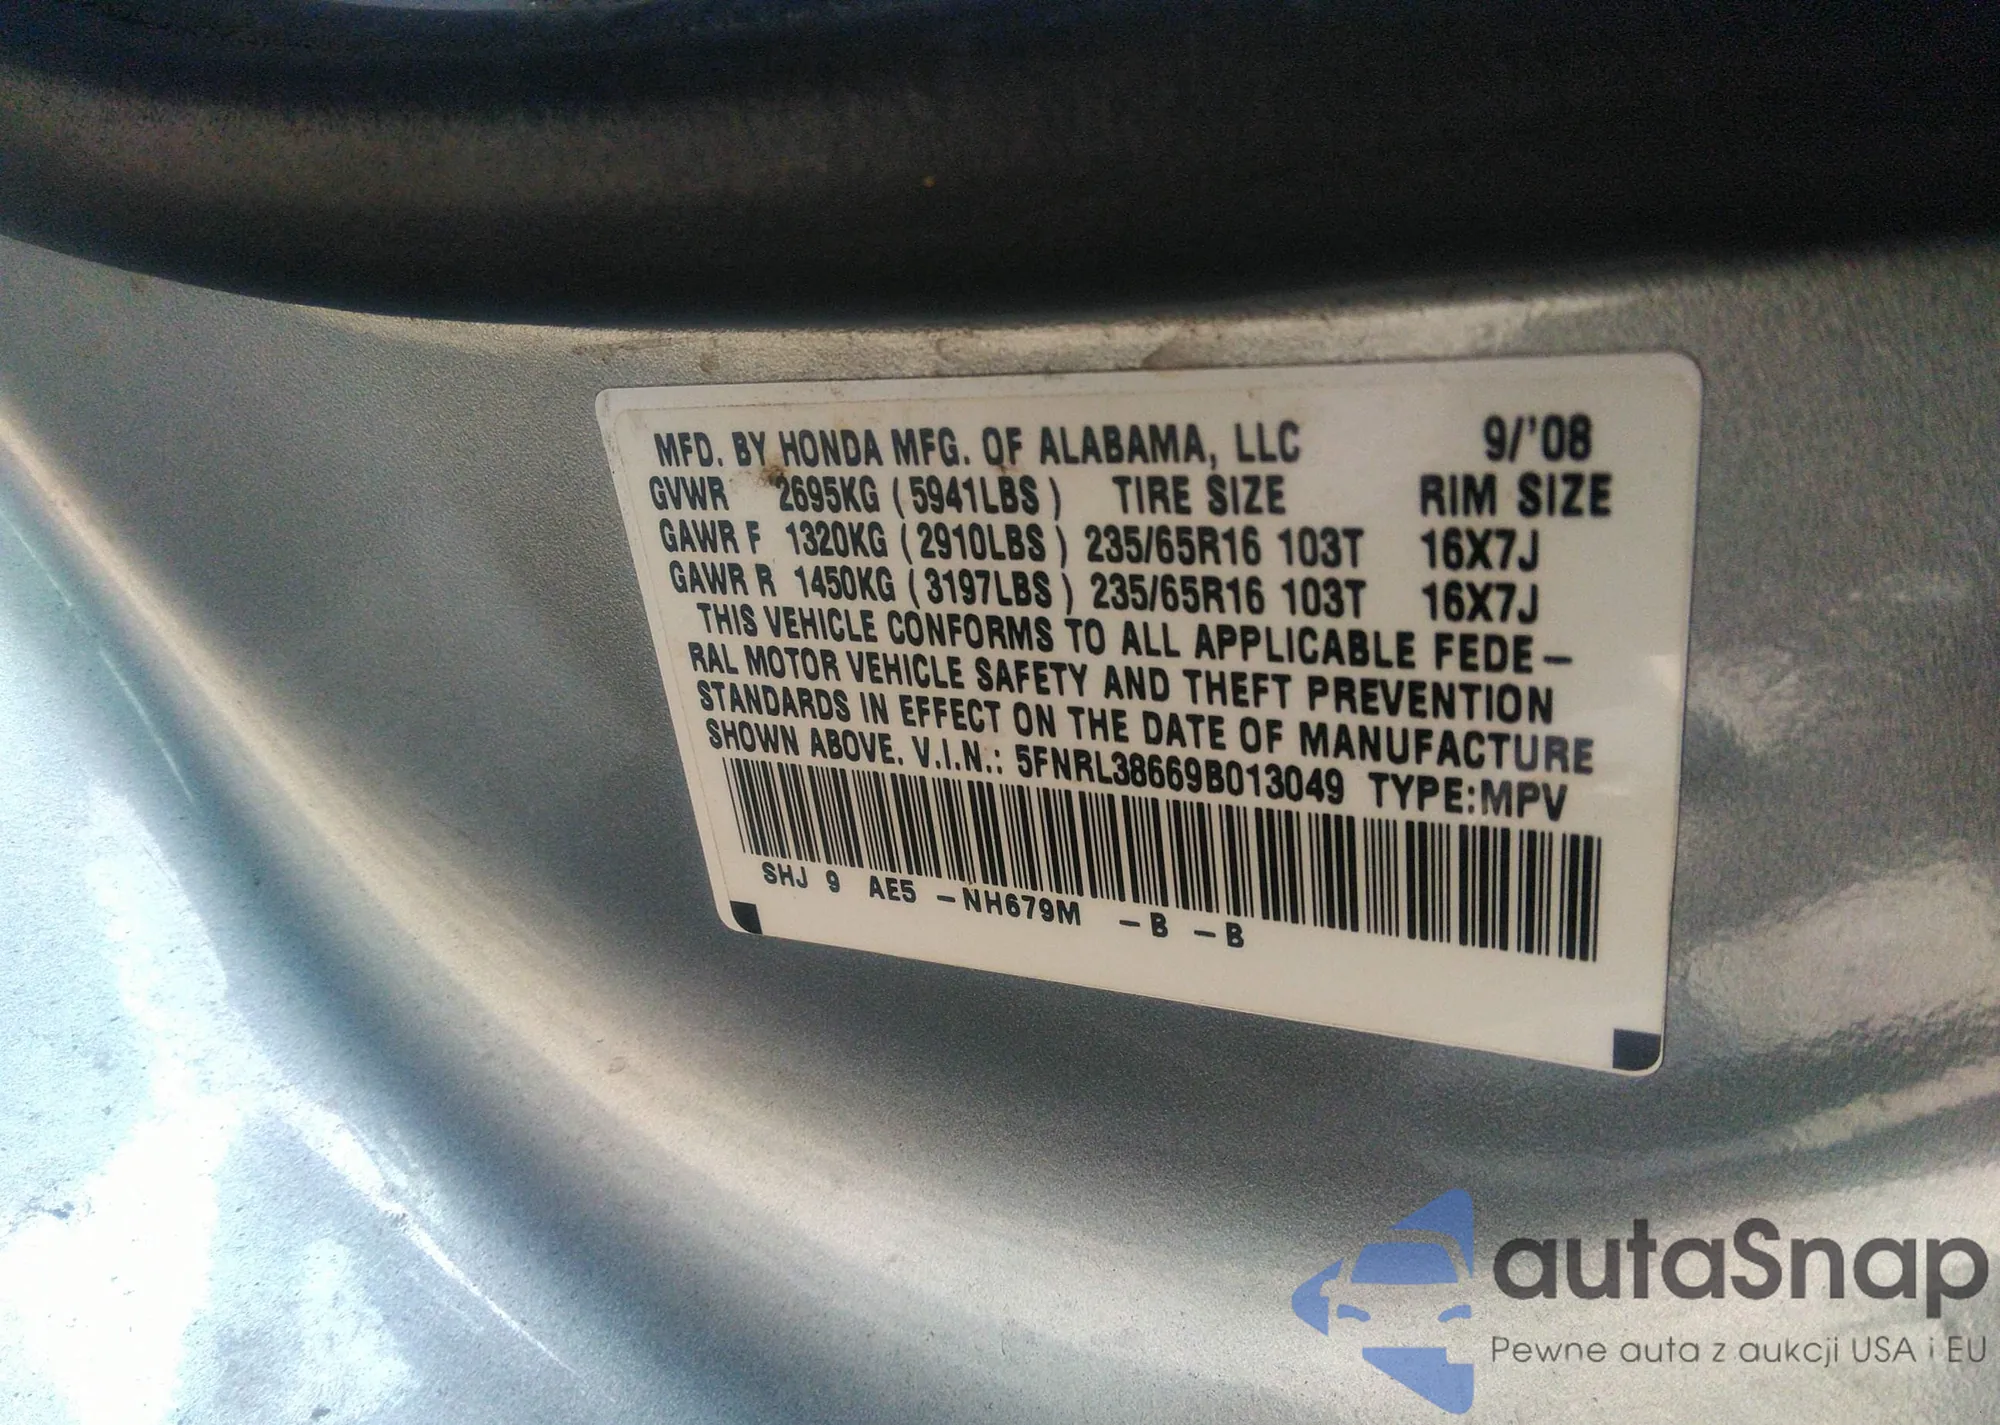 MFD. BY HONDA MFG. OF ALABAMA, LLC 9/'08
GVWR 2695KG (5941LBS) TIRE SIZE RIM SIZE
GAWR F 1320KG (2910LBS) 235/65R16 103T 16X7J
GAWR R 1450KG (3197LBS) 235/65R16 103T 16X7J
THIS VEHICLE CONFORMS TO ALL APPLICABLE FEDE-
RAL MOTOR VEHICLE SAFETY AND THEFT PREVENTION
STANDARDS IN EFFECT ON THE DATE OF MANUFACTURE
SHOWN ABOVE. V.I.N.: 5FNRL38669B013049 TYPE:MPV
SHJ 9 AE5 -NH679M -B -B
autaSnap
Pewne auta z aukcji USA i EU